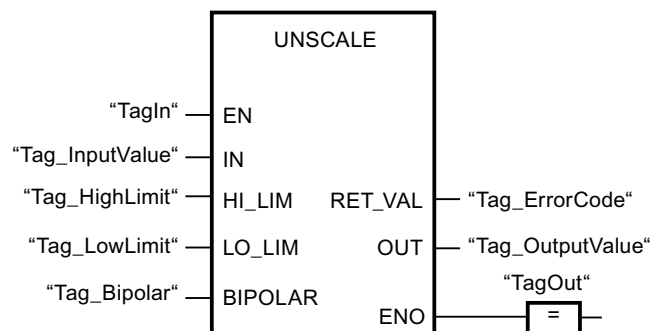 UNSCALE
“TagIn“ EN
“Tag_InputValue“ IN
“Tag_HighLimit“ HI_LIM RET_VAL “Tag_ErrorCode“
“Tag_LowLimit“ LO_LIM OUT “Tag_OutputValue“
“TagOut“
“Tag_Bipolar“ BIPOLAR
ENO =